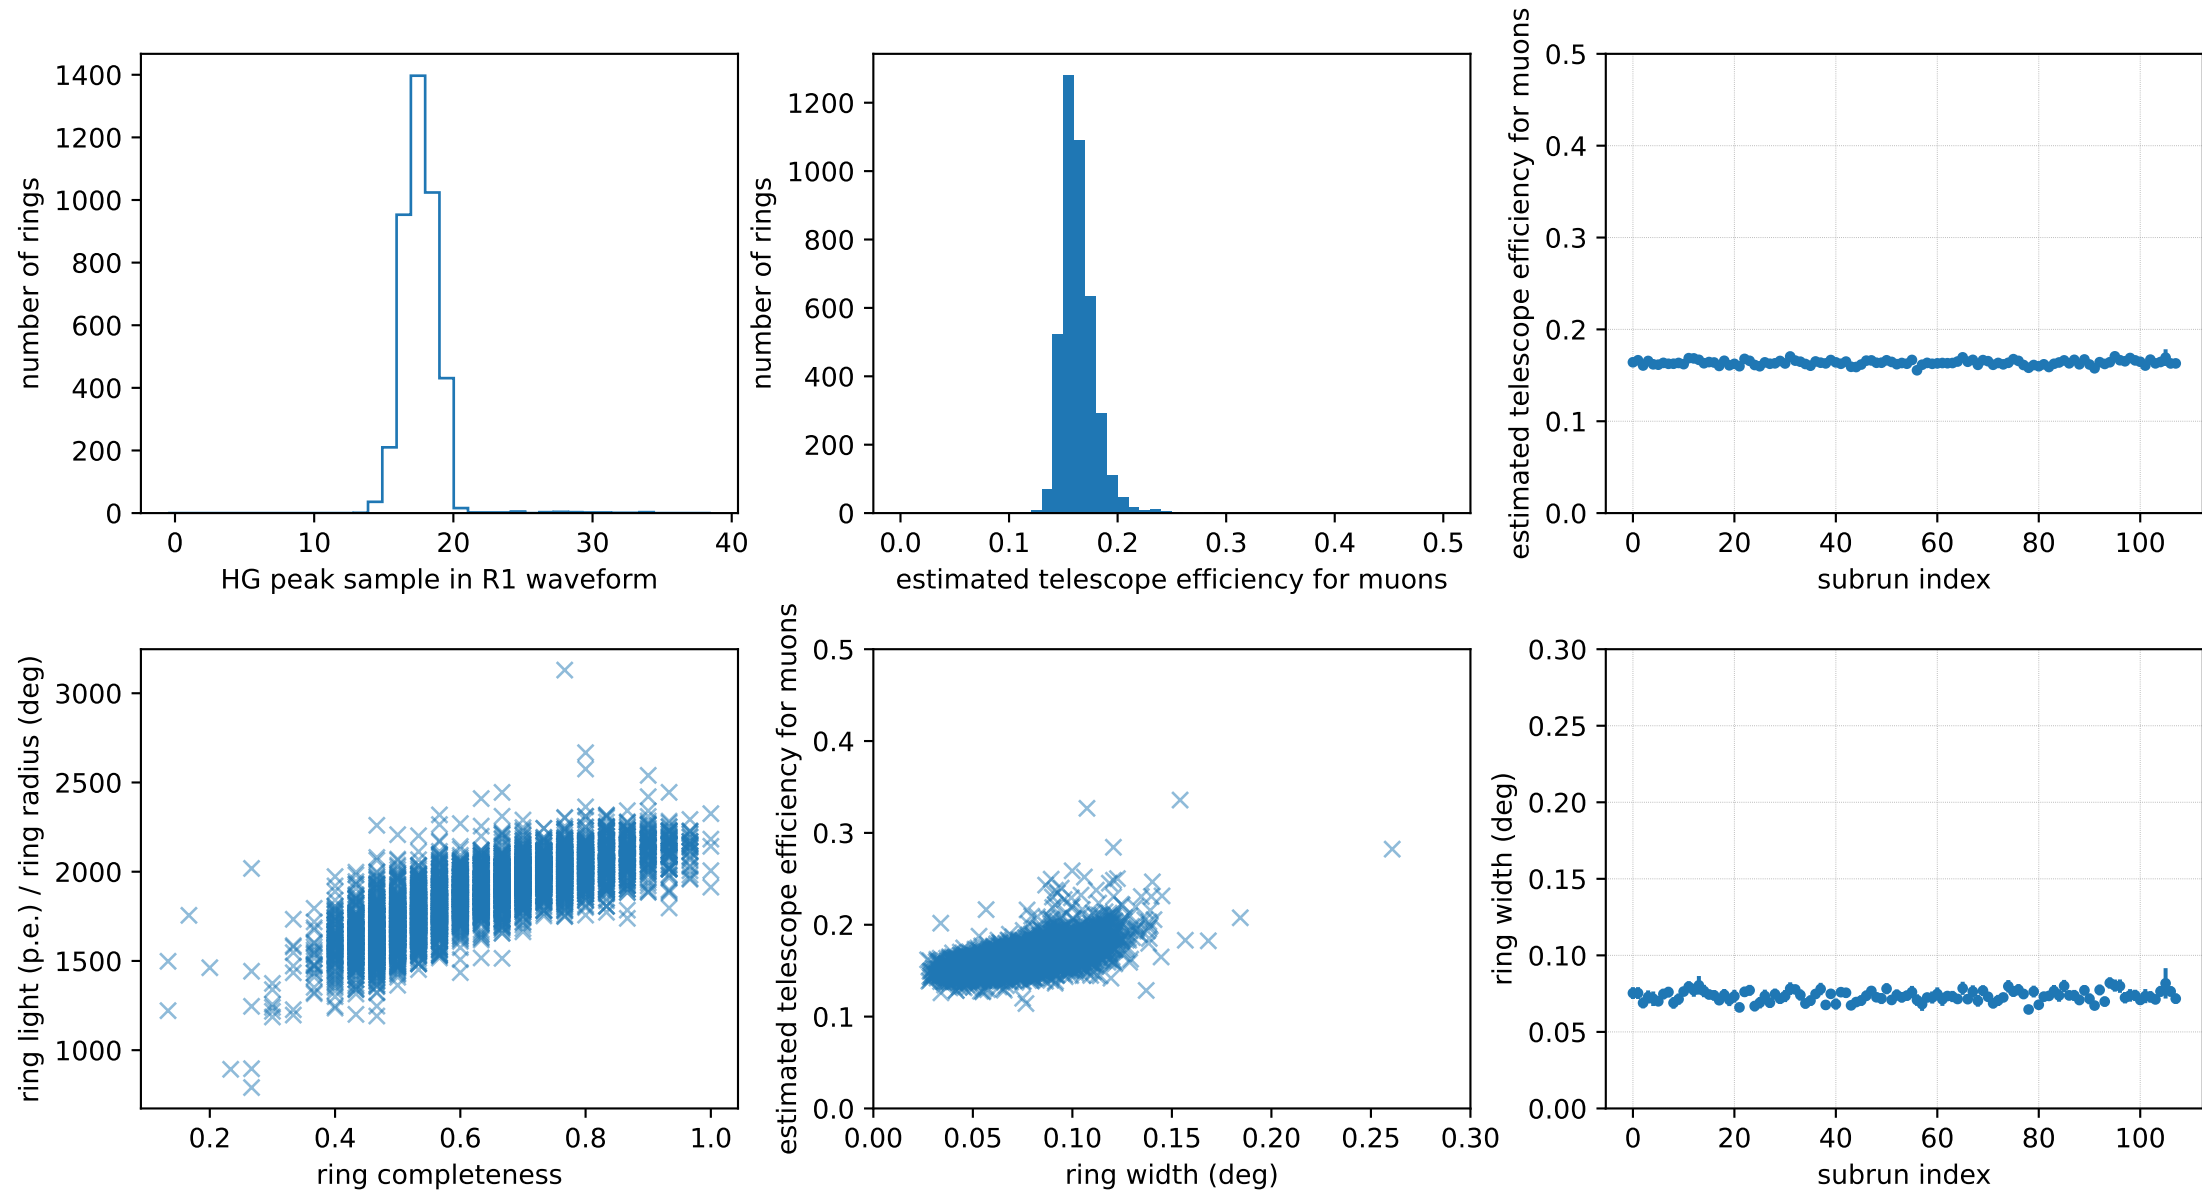 number of rings
1400
1200
1000
800
600
400
200
0
0 10 20 30 40
HG peak sample in R1 waveform
number of rings
1200
1000
800
600
400
200
0
0.0 0.1 0.2 0.3 0.4 0.5
estimated telescope efficiency for muons
estimated telescope efficiency for muons
0.5
0.4
0.3
0.2
0.1
0.0
0 20 40 60 80 100
subrun index
ring light (p.e.) / ring radius (deg)
3000
2500
2000
1500
1000
0.2 0.4 0.6 0.8 1.0
ring completeness
estimated telescope efficiency for muons
0.5
0.4
0.3
0.2
0.1
0.0
0.00 0.05 0.10 0.15 0.20 0.25 0.30
ring width (deg)
ring width (deg)
0.30
0.25
0.20
0.15
0.10
0.05
0.00
0 20 40 60 80 100
subrun index